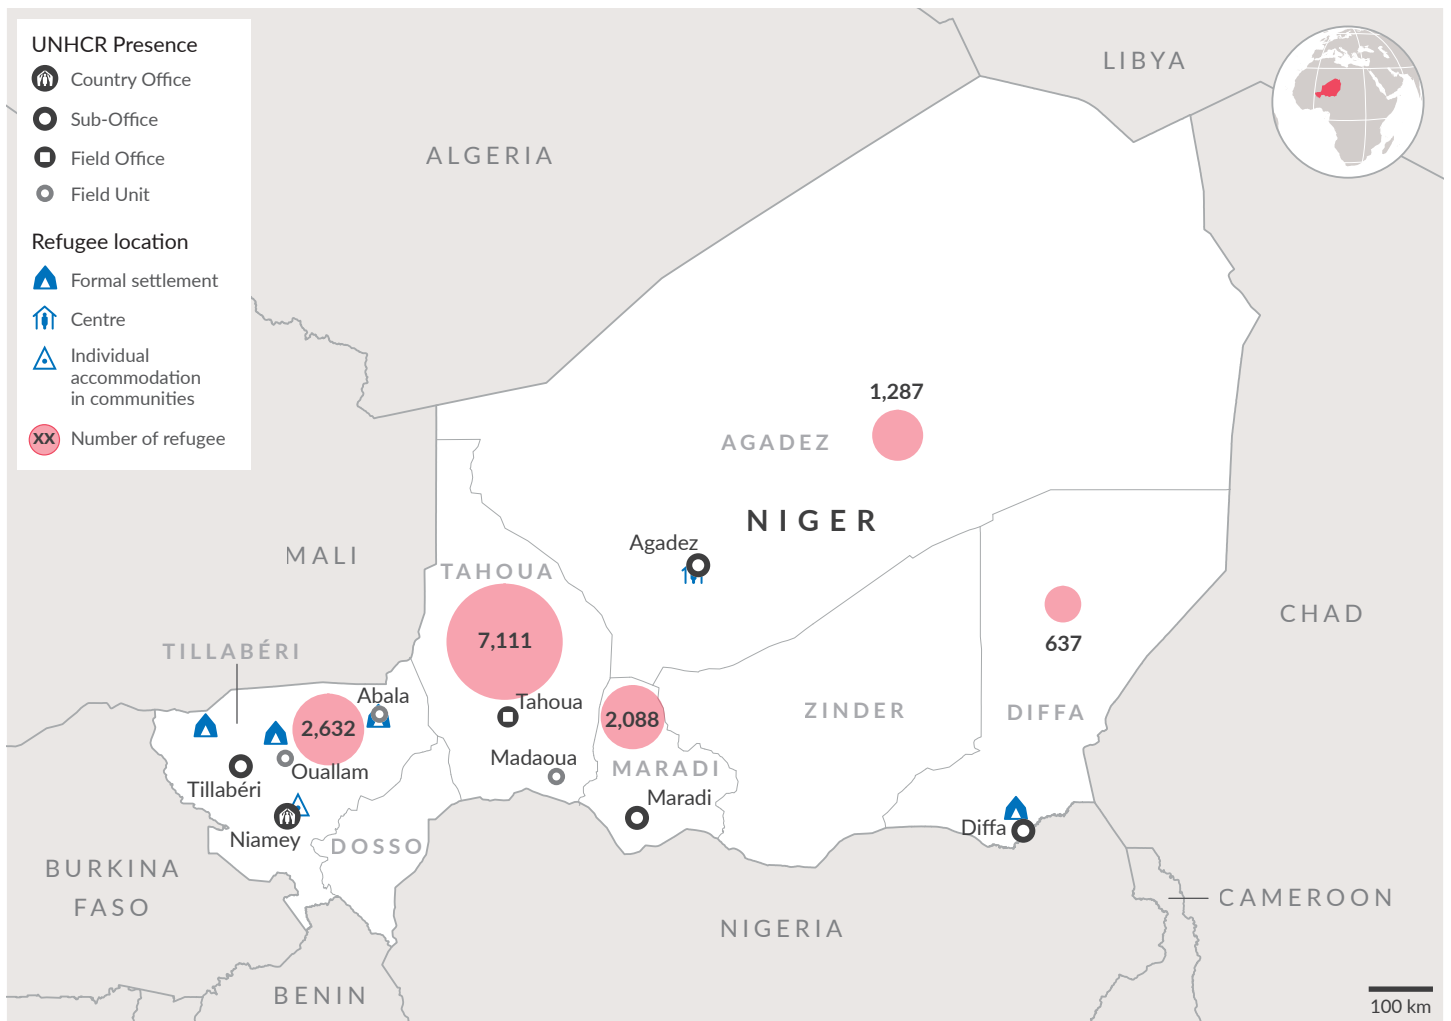 UNHCR Presence
Country Office
Sub-Office
Field Office
Field Unit
Refugee location
Formal settlement
Centre
Individual
accommodation
in communities
XX Number of refugee
LIBYA
ALGERIA
1,287
AGADEZ
NIGER
Agadez
MALI
TAHOUA
CHAD
7,111
637
TILLABÉRI
Abala
Tahoua
2,632
2,088
ZINDER
DIFFA
Madaoua
Ouallam
MARADI
Tillabéri
Maradi
Niamey
DOSSO
Diffa
BURKINA
FASO
CAMEROON
NIGERIA
BENIN
100 km